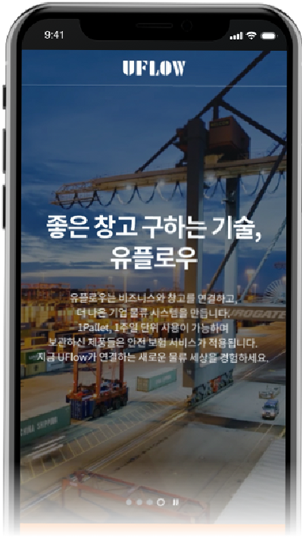 9:41
UFLOW
좋은 창고 구하는 기술,
유플로우
유플로우는 비즈니스와 창고를 연결하고,
더 나은 기업 물류 시스템을 만듭니다.
1Pallet, 1주일 단위 사용이 가능하며
보관하신 제품들은 안전 보험 서비스가 적용됩니다.
지금 UFlow가 연결하는 새로운 물류 세상을 경험하세요.
UROGATE